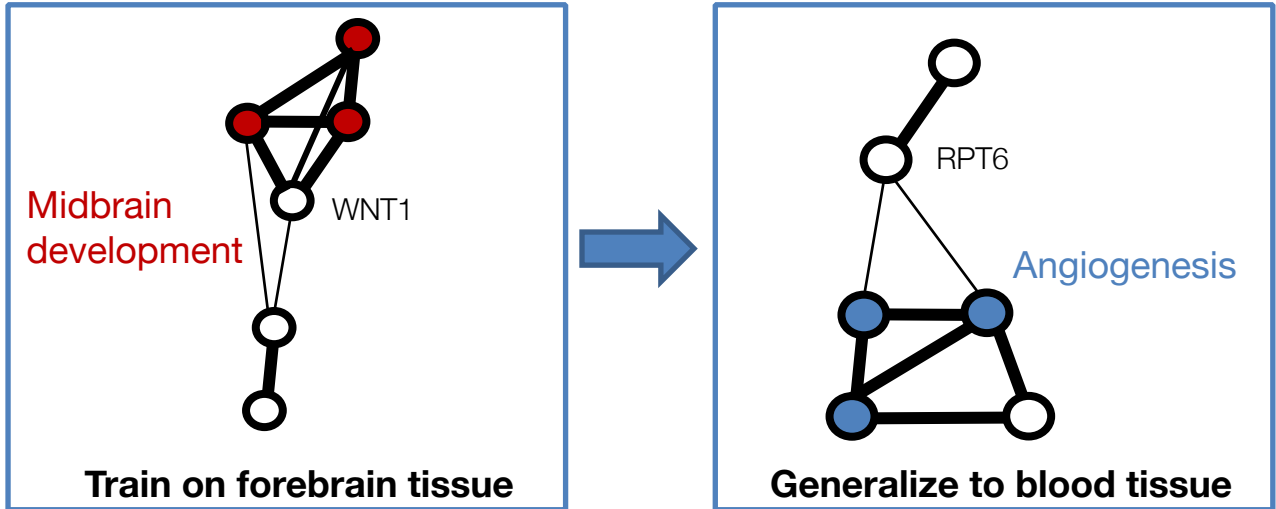 WNT1
Midbrain
development
Train on forebrain tissue
RPT6
Angiogenesis
Generalize to blood tissue